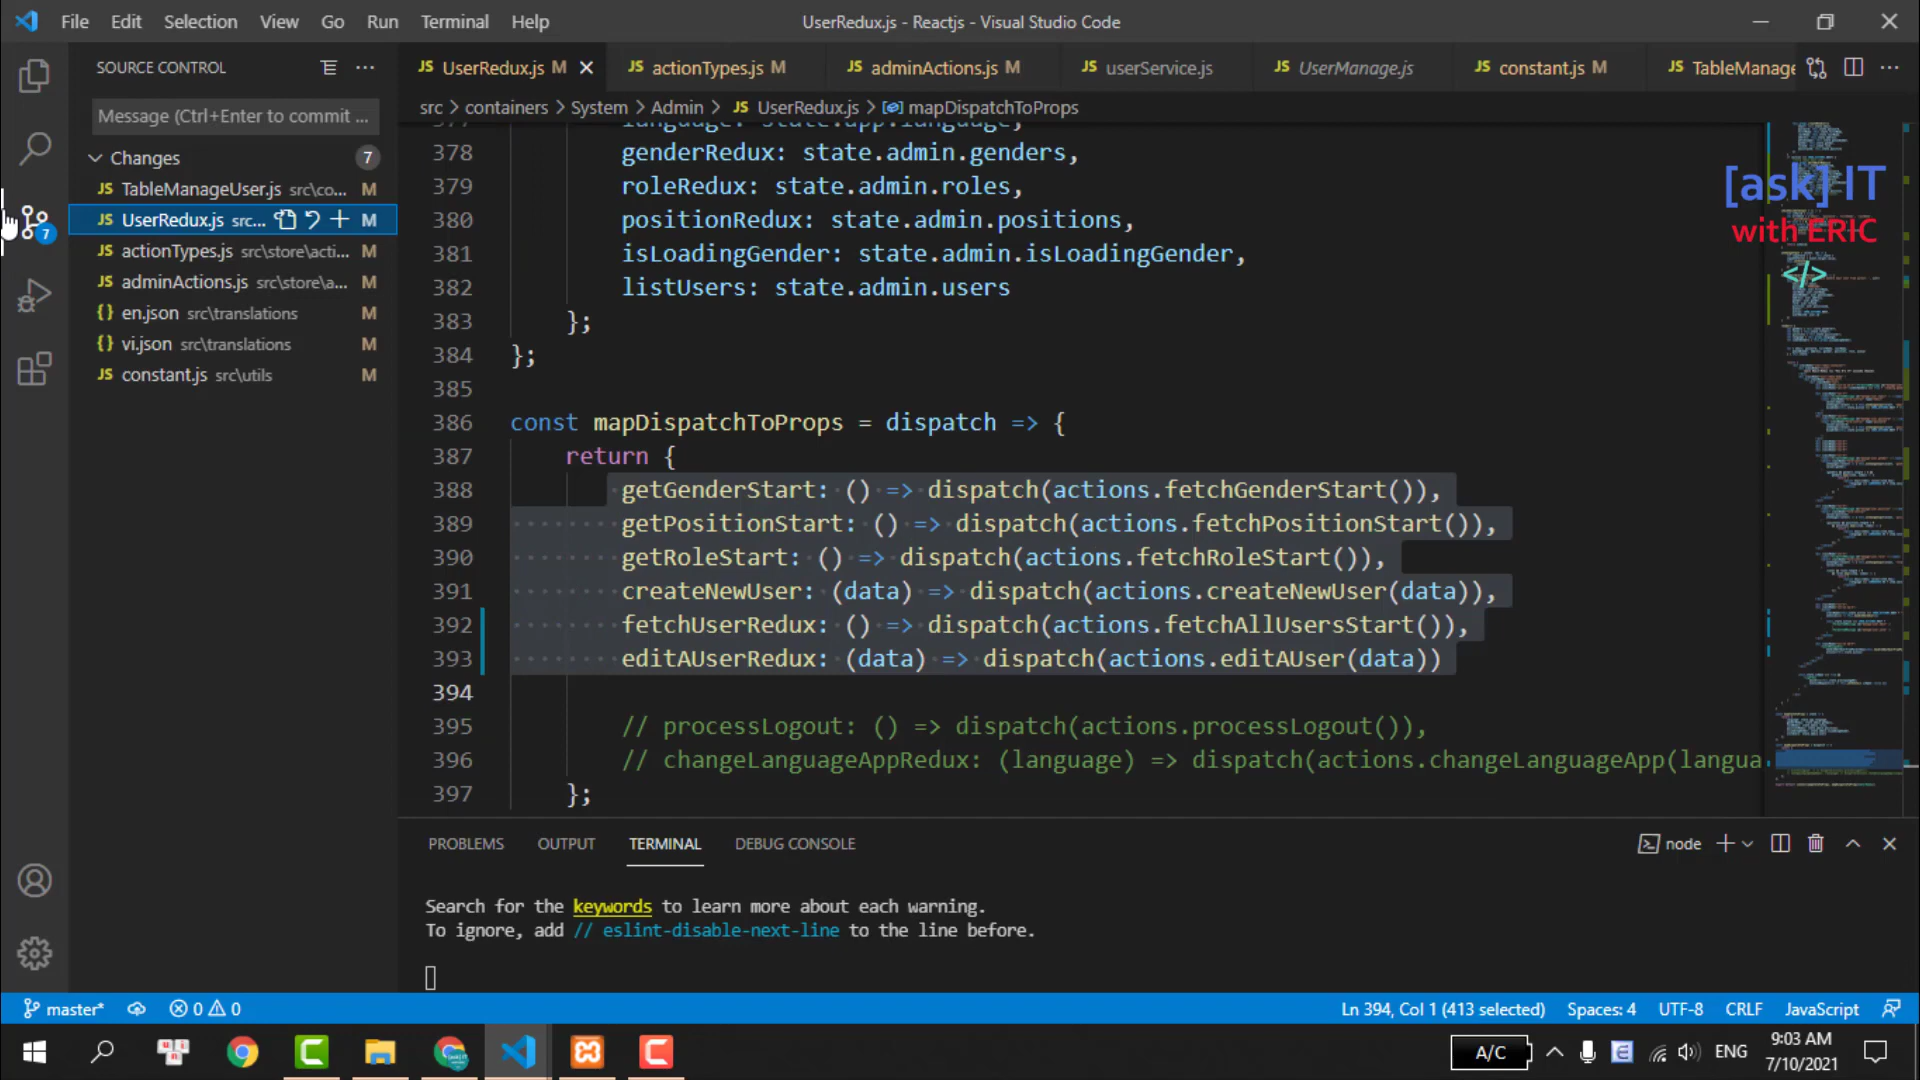 File Edit Selection View Go Run Terminal Help
UserRedux.js - Reactjs - Visual Studio Code
SOURCE CONTROL
Message (Ctrl+Enter to commit ...
Changes 7
TableManageUser.js src\co... M
UserRedux.js src... M
7
actionTypes.js src\store\acti... M
adminActions.js src\store\a... M
en.json src\translations M
vi.json src\translations M
constant.js src\utils M
JS UserRedux.js M JS actionTypes.js M JS adminActions.js M JS userService.js JS UserManage.js JS constant.js M JS TableManage
src > containers > System > Admin > JS UserRedux.js > mapDispatchToProps
378 genderRedux: state.admin.genders,
379 roleRedux: state.admin.roles,
380 positionRedux: state.admin.positions,
381 isLoadingGender: state.admin.isLoadingGender,
382 listUsers: state.admin.users
383 };
384 };
385
386 const mapDispatchToProps = dispatch => {
387 return {
388 getGenderStart: () => dispatch(actions.fetchGenderStart()),
389 getPositionStart: () => dispatch(actions.fetchPositionStart()),
390 getRoleStart: () => dispatch(actions.fetchRoleStart()),
391 createNewUser: (data) => dispatch(actions.createNewUser(data)),
392 fetchUserRedux: () => dispatch(actions.fetchAllUsersStart()),
393 editAUserRedux: (data) => dispatch(actions.editAUser(data))
394
395 // processLogout: () => dispatch(actions.processLogout()),
396 // changeLanguageAppRedux: (language) => dispatch(actions.changeLanguageApp(langua
397 };
[ask] IT
with ERIC
</>
PROBLEMS OUTPUT TERMINAL DEBUG CONSOLE
node
Search for the keywords to learn more about each warning.
To ignore, add // eslint-disable-next-line to the line before.
master* 0 0
Ln 394, Col 1 (413 selected) Spaces: 4 UTF-8 CRLF JavaScript
A/C ENG 9:03 AM
7/10/2021